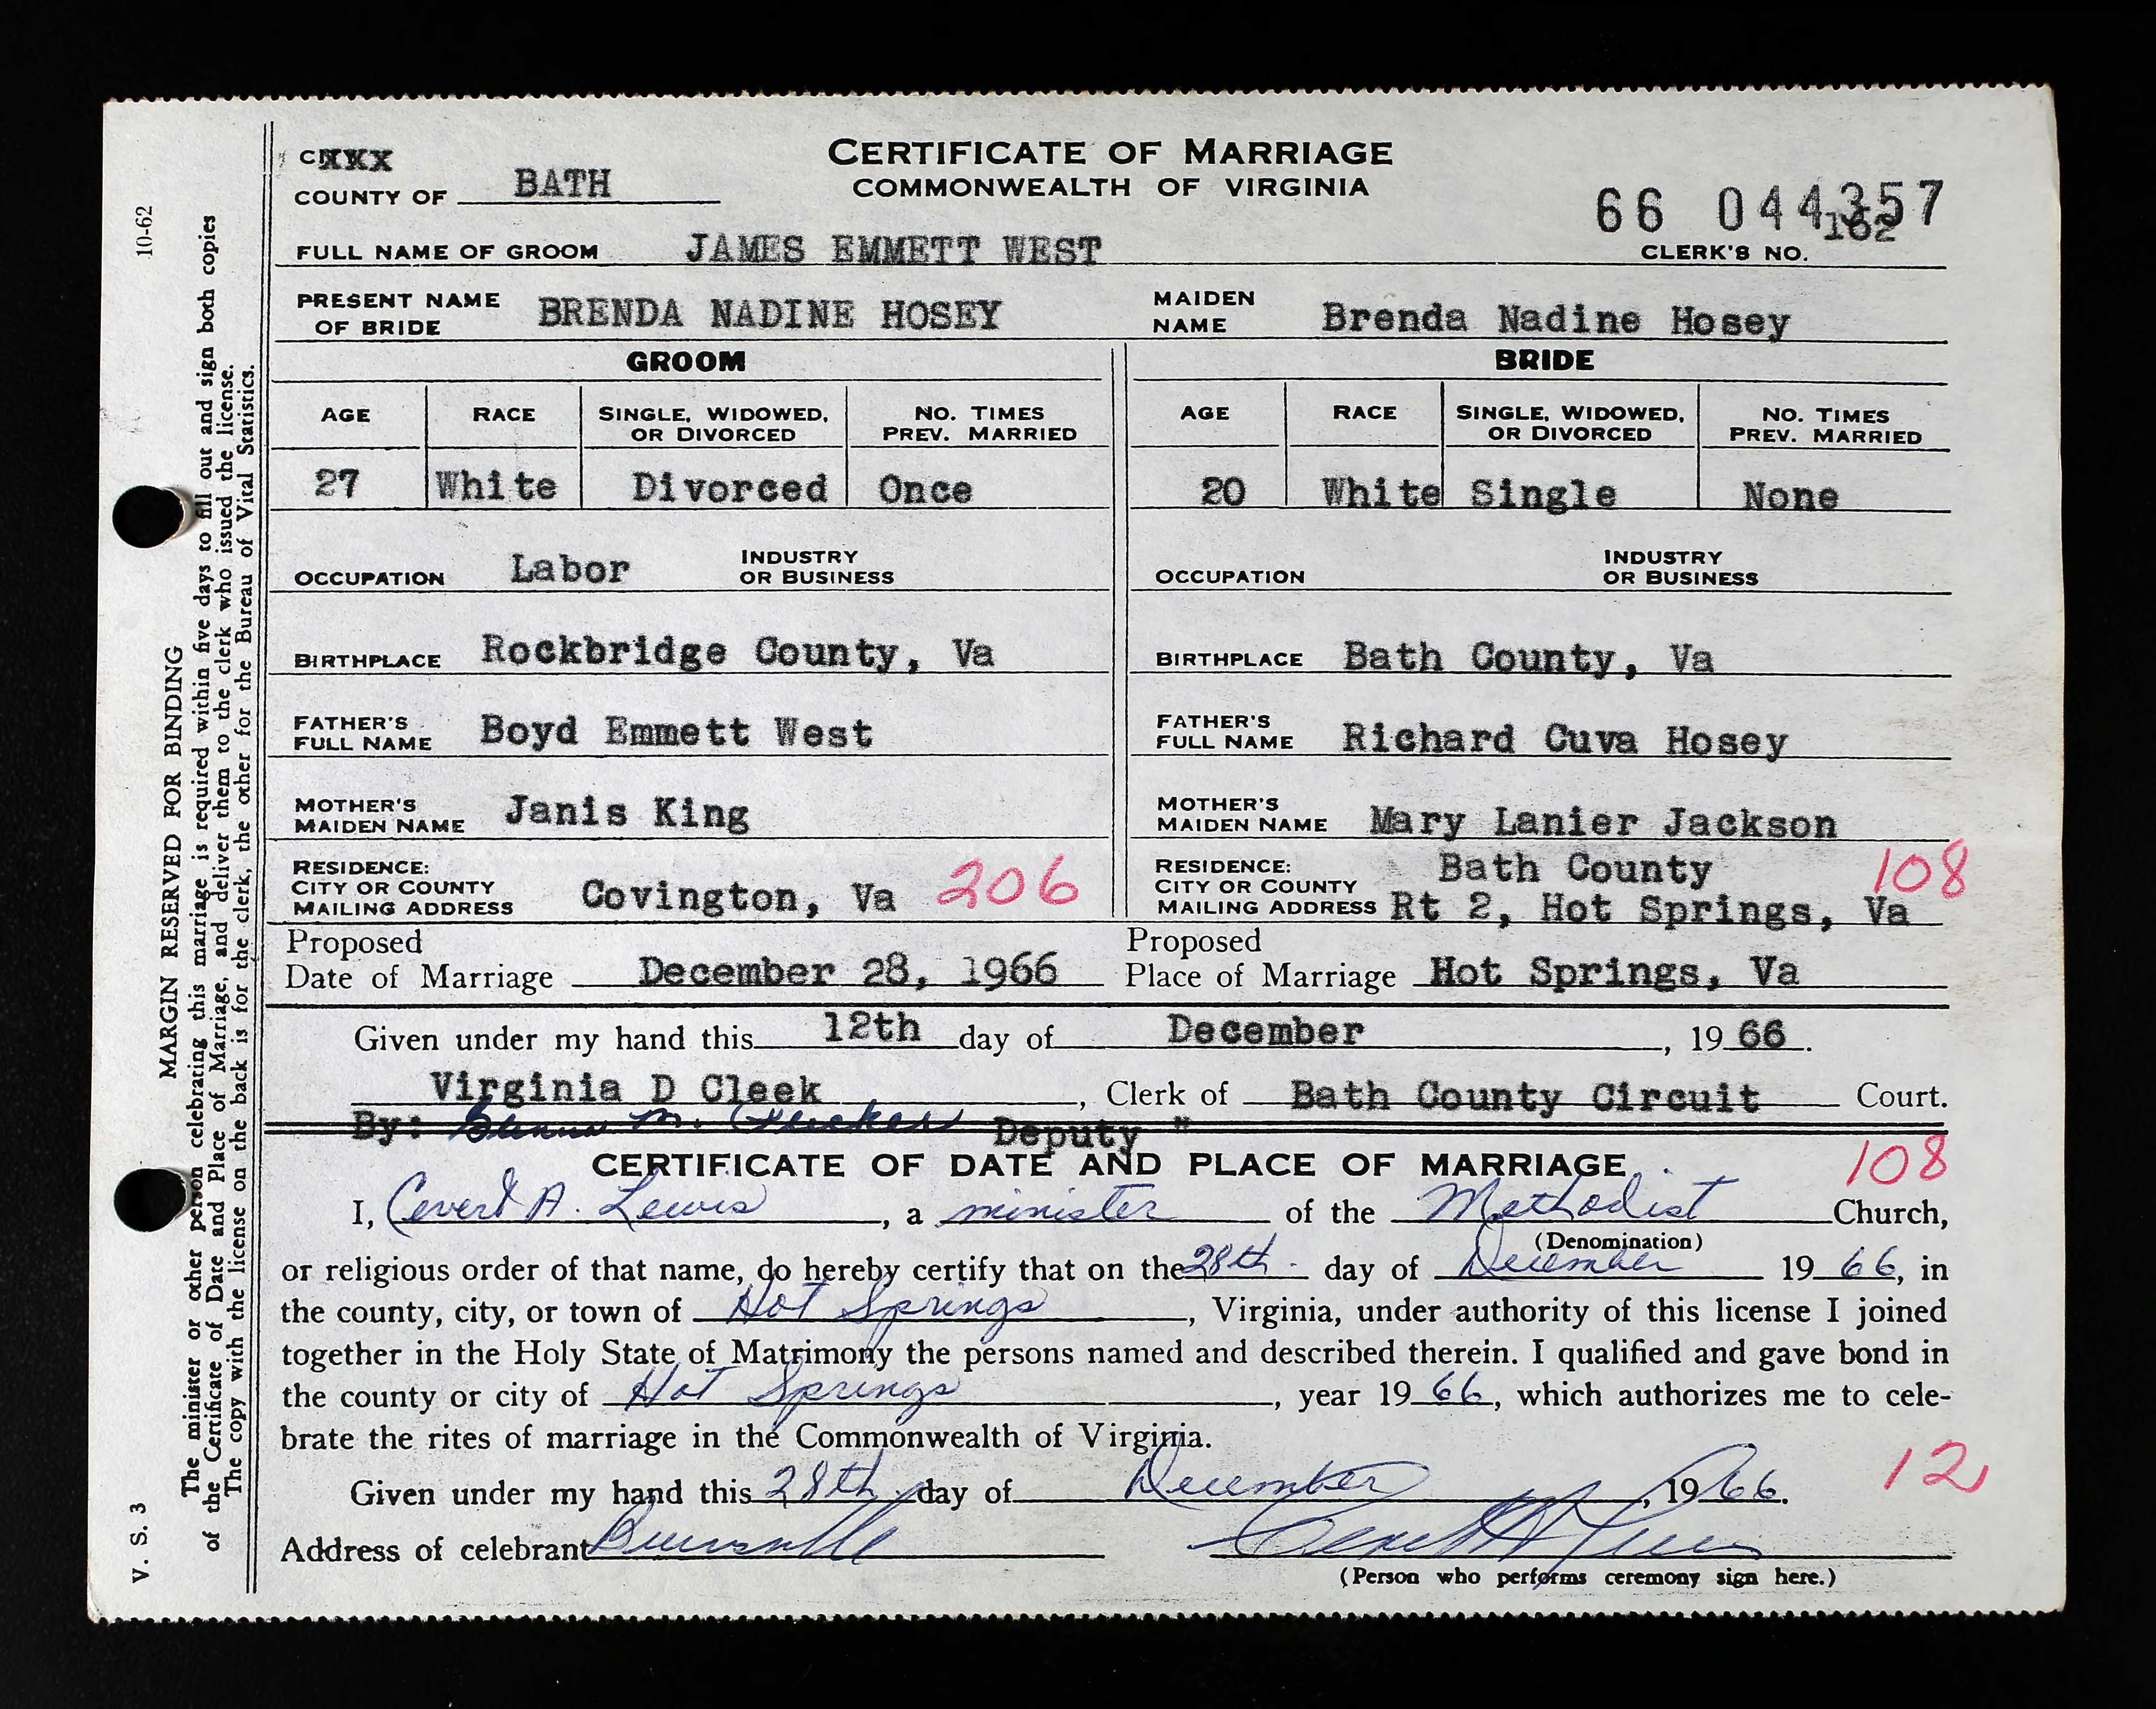 CXXX
COUNTY OF BATH
CERTIFICATE OF MARRIAGE
COMMONWEALTH OF VIRGINIA
66 044357
162
CLERK'S NO.
FULL NAME OF GROOM JAMES EMMETT WEST
PRESENT NAME OF BRIDE BRENDA NADINE HOSEY MAIDEN NAME Brenda Nadine Hosey
GROOM BRIDE
AGE RACE SINGLE, WIDOWED, OR DIVORCED NO. TIMES PREV. MARRIED AGE RACE SINGLE, WIDOWED, OR DIVORCED NO. TIMES PREV. MARRIED
27 White Divorced Once 20 White Single None
OCCUPATION Labor INDUSTRY OR BUSINESS OCCUPATION INDUSTRY OR BUSINESS
BIRTHPLACE Rockbridge County, Va BIRTHPLACE Bath County, Va
FATHER'S FULL NAME Boyd Emmett West FATHER'S FULL NAME Richard Cuva Hosey
MOTHER'S MAIDEN NAME Janis King MOTHER'S MAIDEN NAME Mary Lanier Jackson
RESIDENCE: CITY OR COUNTY MAILING ADDRESS Covington, Va 206 RESIDENCE: CITY OR COUNTY MAILING ADDRESS Bath County Rt 2, Hot Springs, Va 108
Proposed Date of Marriage December 28, 1966 Proposed Place of Marriage Hot Springs, Va
Given under my hand this 12th day of December, 1966.
Virginia D Cleek, Clerk of Bath County Circuit Court.
By: M. Deputy "
CERTIFICATE OF DATE AND PLACE OF MARRIAGE 108
I, A. Lewis, a minister of the Methodist Church,
(Denomination)
or religious order of that name, do hereby certify that on the 28th. day of December 1966, in
the county, city, or town of Hot Springs, Virginia, under authority of this license I joined
together in the Holy State of Matrimony the persons named and described therein. I qualified and gave bond in
the county or city of Hot Springs, year 1966, which authorizes me to cele-
brate the rites of marriage in the Commonwealth of Virginia.
12
Given under my hand this 28th day of December, 1966.
Address of celebrant
(Person who performs ceremony sign here.)
V. S. 3 MARGIN RESERVED FOR BINDING 10-62
The minister or other person celebrating this marriage is required within five days to fill out and sign both copies
of the Certificate of Date and Place of Marriage, and deliver them to the clerk who issued the license.
The copy with the license on the back is for the clerk, the other for the Bureau of Vital Statistics.